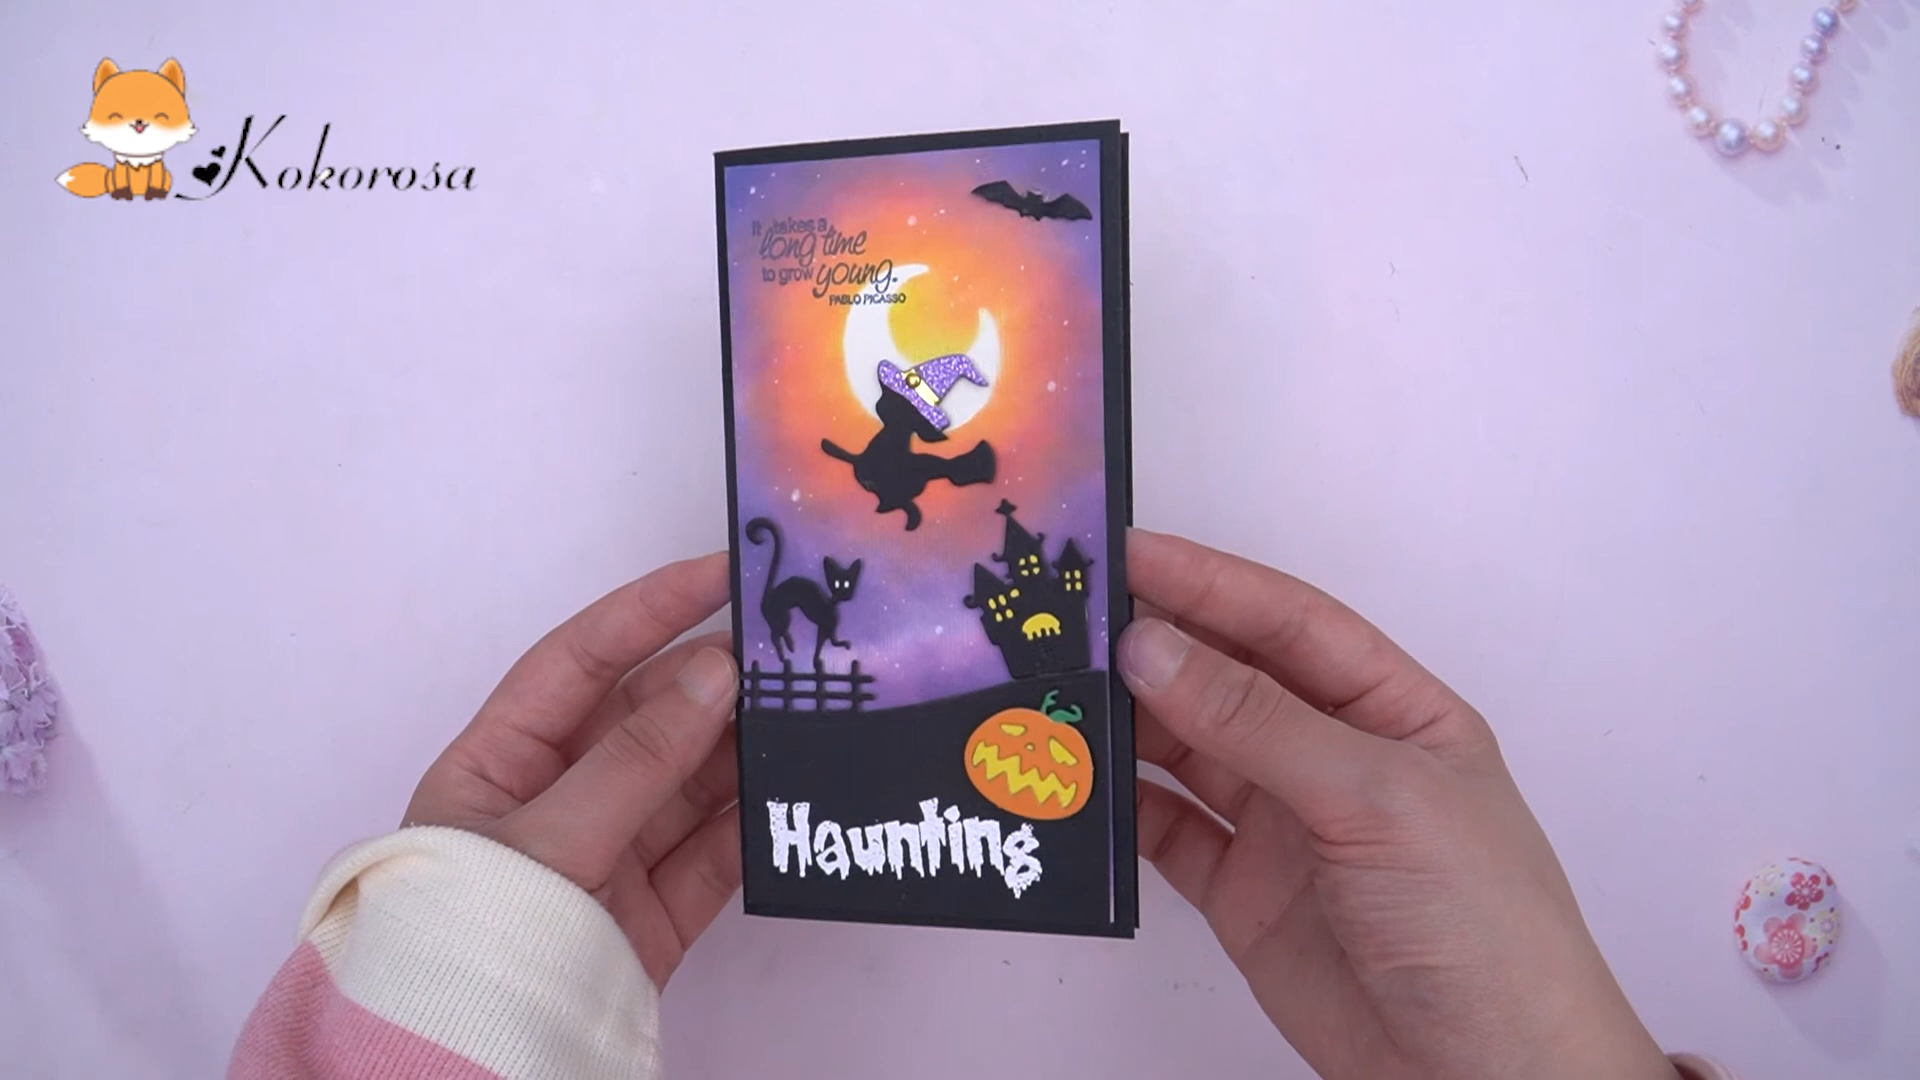 Kokorosa
It takes a
long time
to grow young.
PABLO PICASSO
Haunting